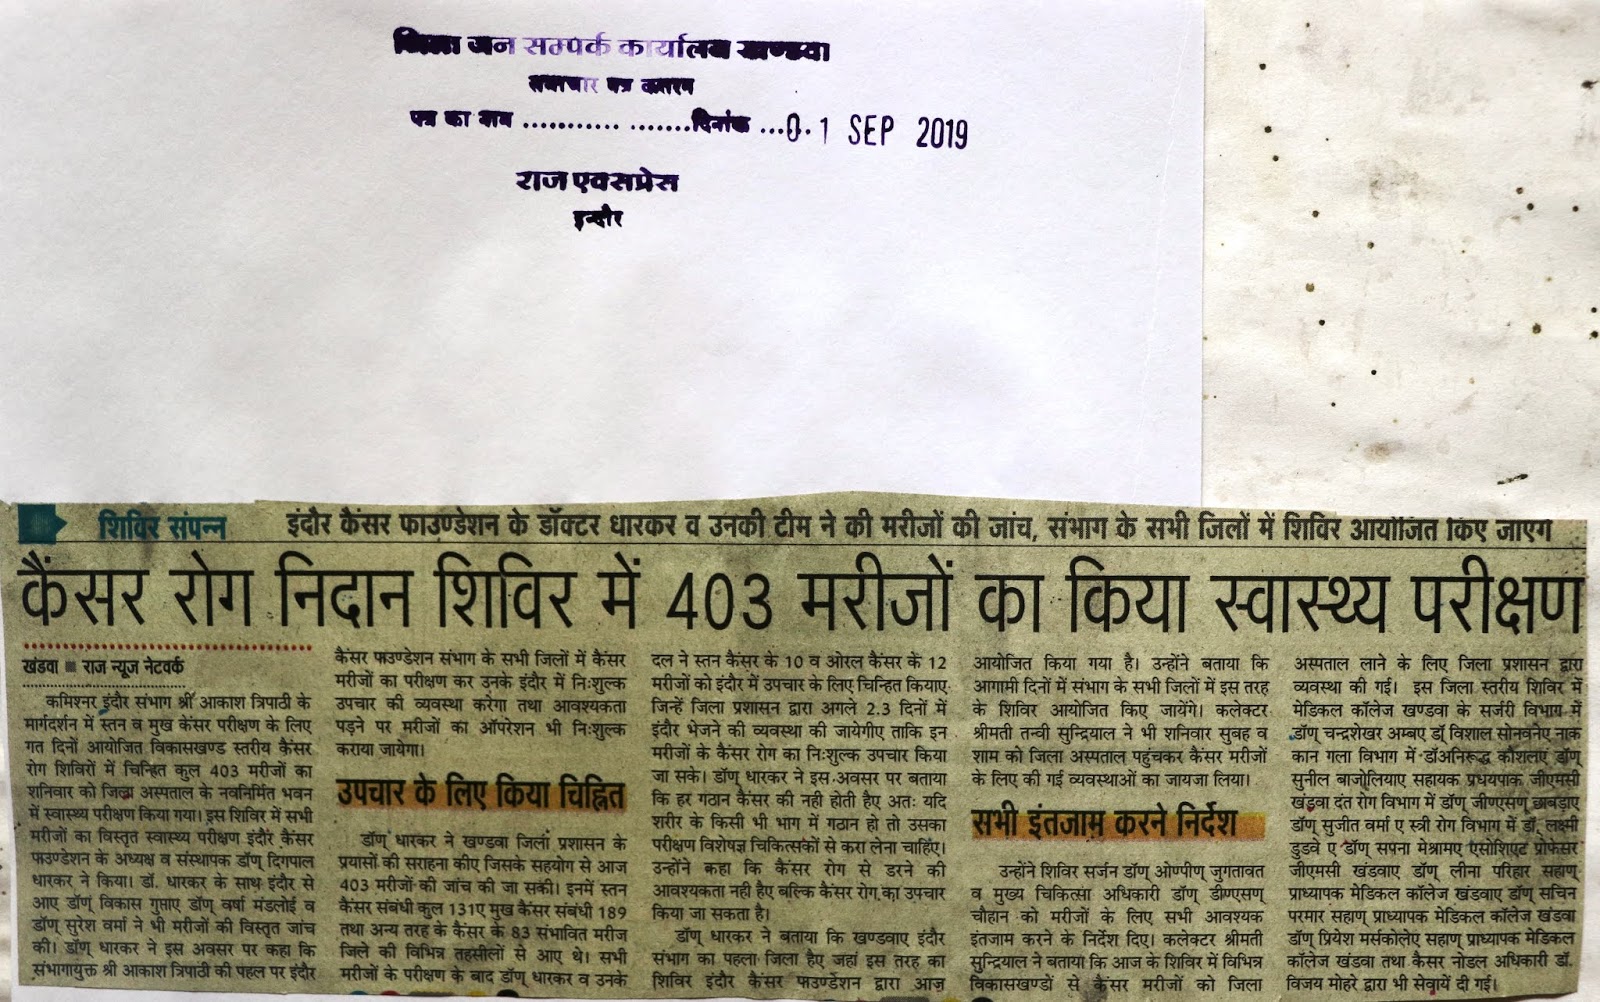 जिला जन सम्पर्क कार्यालय खण्डवा
समाचार पत्र कतरन
पत्र का नाम ........... .......दिनांक ...0.1 SEP 2019
राज एक्सप्रेस
इन्दौर
शिविर संपन्न
इंदौर कैंसर फाउण्डेशन के डॉक्टर धारकर व उनकी टीम ने की मरीजों की जांच, संभाग के सभी जिलों में शिविर आयोजित किए जाएंगे
कैंसर रोग निदान शिविर में 403 मरीजों का किया स्वास्थ्य परीक्षण
खंडवा ■ राज न्यूज नेटवर्क
कमिश्नर इंदौर संभाग श्री आकाश त्रिपाठी के
मार्गदर्शन में स्तन व मुख कैंसर परीक्षण के लिए
गत दिनों आयोजित विकासखण्ड स्तरीय कैंसर
रोग शिविरों में चिन्हित कुल 403 मरीजों का
शनिवार को जिला अस्पताल के नवनिर्मित भवन
में स्वास्थ्य परीक्षण किया गया। इस शिविर में सभी
मरीजों का विस्तृत स्वास्थ्य परीक्षण इंदौर कैंसर
फाउण्डेशन के अध्यक्ष व संस्थापक डॉण् दिगपाल
धारकर ने किया। डॉ. धारकर के साथ इंदौर से
आए डॉण् विकास गुप्ताए डॉण् वर्षा मंडलोई व
डॉण् सुरेश वर्मा ने भी मरीजों की विस्तृत जांच
की। डॉण् धारकर ने इस अवसर पर कहा कि
संभागायुक्त श्री आकाश त्रिपाठी की पहल पर इंदौर
कैंसर फाउण्डेशन संभाग के सभी जिलों में कैंसर
मरीजों का परीक्षण कर उनके इंदौर में निःशुल्क
उपचार की व्यवस्था करेगा तथा आवश्यकता
पड़ने पर मरीजों का ऑपरेशन भी निःशुल्क
कराया जायेगा।
उपचार के लिए किया चिह्नित
डॉण् धारकर ने खण्डवा जिला प्रशासन के
प्रयासों की सराहना कीए जिसके सहयोग से आज
403 मरीजों की जांच की जा सकी। इनमें स्तन
कैंसर संबंधी कुल 131ए मुख कैंसर संबंधी 189
तथा अन्य तरह के कैंसर के 83 संभावित मरीज
जिले की विभिन्न तहसीलों से आए थे। सभी
मरीजों के परीक्षण के बाद डॉण् धारकर व उनके
दल ने स्तन कैंसर के 10 व ओरल कैंसर के 12
मरीजों को इंदौर में उपचार के लिए चिन्हित कियाए
जिन्हें जिला प्रशासन द्वारा अगले 2.3 दिनों में
इंदौर भेजने की व्यवस्था की जायेगीए ताकि इन
मरीजों के कैंसर रोग का निःशुल्क उपचार किया
जा सके। डॉण् धारकर ने इस अवसर पर बताया
कि हर गठान कैंसर की नही होती हैए अतः यदि
शरीर के किसी भी भाग में गठान हो तो उसका
परीक्षण विशेषज्ञ चिकित्सकों से करा लेना चाहिए।
उन्होंने कहा कि कैंसर रोग से डरने की
आवश्यकता नही हैए बल्कि कैंसर रोग का उपचार
किया जा सकता है।
डॉण् धारकर ने बताया कि खण्डवाए इंदौर
संभाग का पहला जिला हैए जहां इस तरह का
शिविर इंदौर कैंसर फाउण्डेशन द्वारा आज
आयोजित किया गया है। उन्होंने बताया कि
आगामी दिनों में संभाग के सभी जिलों में इस तरह
के शिविर आयोजित किए जायेंगे। कलेक्टर
श्रीमती तन्वी सुन्द्रियाल ने भी शनिवार सुबह व
शाम को जिला अस्पताल पहुंचकर कैंसर मरीजों
के लिए की गई व्यवस्थाओं का जायजा लिया।
सभी इंतजाम करने निर्देश
उन्होंने शिविर सर्जन डॉण् ओण्पीण् जुगतावत
व मुख्य चिकित्सा अधिकारी डॉण् डीण्एसण्
चौहान को मरीजों के लिए सभी आवश्यक
इंतजाम करने के निर्देश दिए। कलेक्टर श्रीमती
सुन्द्रियाल ने बताया कि आज के शिविर में विभिन्न
विकासखण्डों से कैंसर मरीजों को जिला
अस्पताल लाने के लिए जिला प्रशासन द्वारा
व्यवस्था की गई। इस जिला स्तरीय शिविर में
मेडिकल कॉलेज खण्डवा के सर्जरी विभाग में
डॉण् चन्द्रशेखर अम्बए डॉ विशाल सोनवनेए नाक
कान गला विभाग में डॉअनिरूद्ध कौशलए डॉण्
सुनील बाजोलियाए सहायक प्रधयपाक जीएमसी
खंडवा दंत रोग विभाग में डॉण् जीण्एसण् छाबड़ाए
डॉण् सुजीत वर्मा ए स्त्री रोग विभाग में डॉ. लक्ष्मी
डुडवे ए डॉण् सपना मेश्रामए एसोशिएट प्रोफेसर
जीएमसी खंडवाए डॉण् लीना परिहार सहाण्
प्राध्यापक मेडिकल कॉलेज खण्डवाए डॉण् सचिन
परमार सहाण् प्राध्यापक मेडिकल कॉलेज खंडवा
डॉण् प्रियेश मर्सकोलेए सहाण् प्राध्यापक मेडिकल
कॉलेज खंडवा तथा कैंसर नोडल अधिकारी डॉ.
विजय मोहरे द्वारा भी सेवायें दी गई।